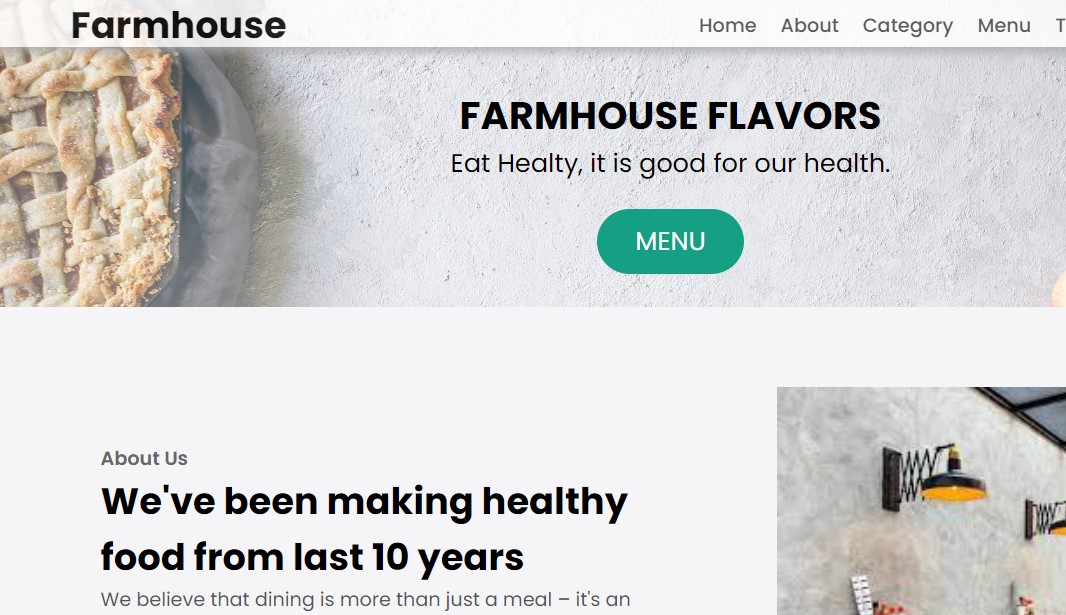 Farmhouse
Home About Category Menu T
FARMHOUSE FLAVORS
Eat Healty, it is good for our health.
MENU
About Us
We've been making healthy
food from last 10 years
We believe that dining is more than just a meal – it's an